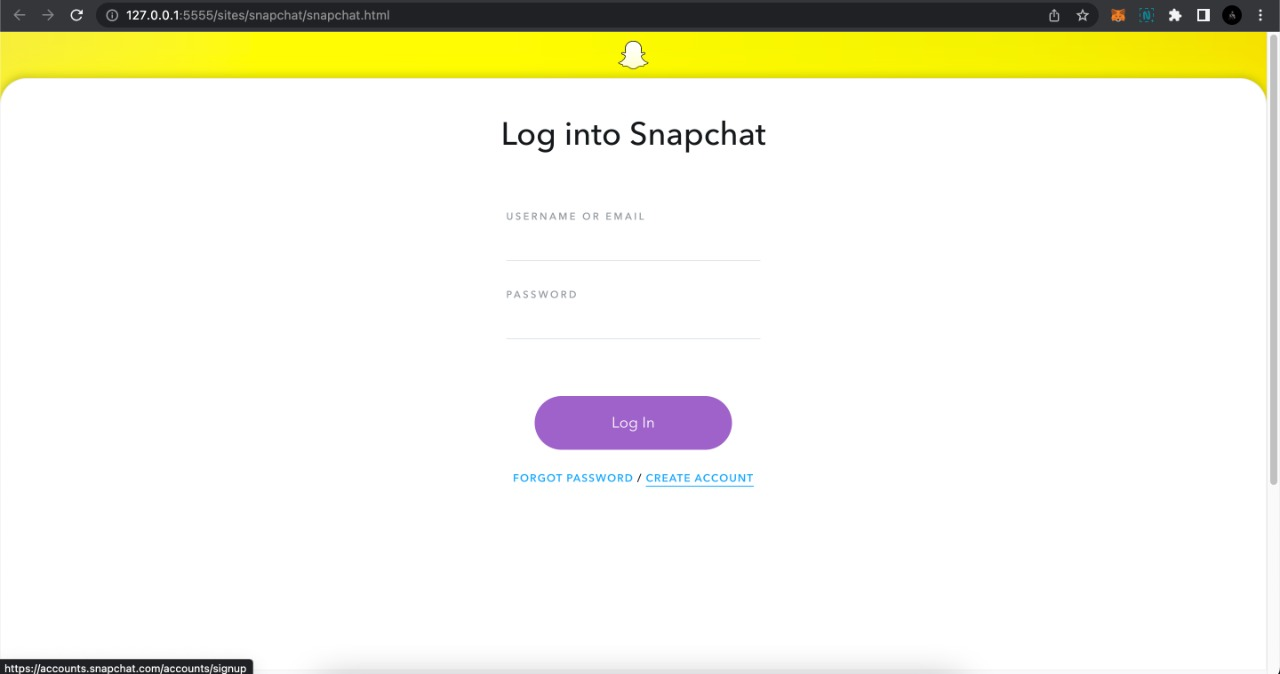 127.0.0.1:5555/sites/snapchat/snapchat.html
Log into Snapchat
USERNAME OR EMAIL
PASSWORD
Log In
FORGOT PASSWORD / CREATE ACCOUNT
https://accounts.snapchat.com/accounts/signup